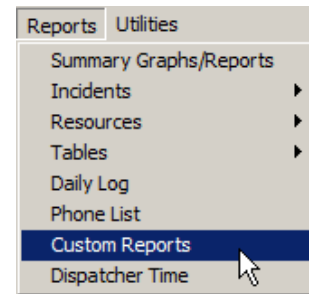 Reports Utilities
Summary Graphs/Reports
Incidents
Resources
Tables
Daily Log
Phone List
Custom Reports
Dispatcher Time